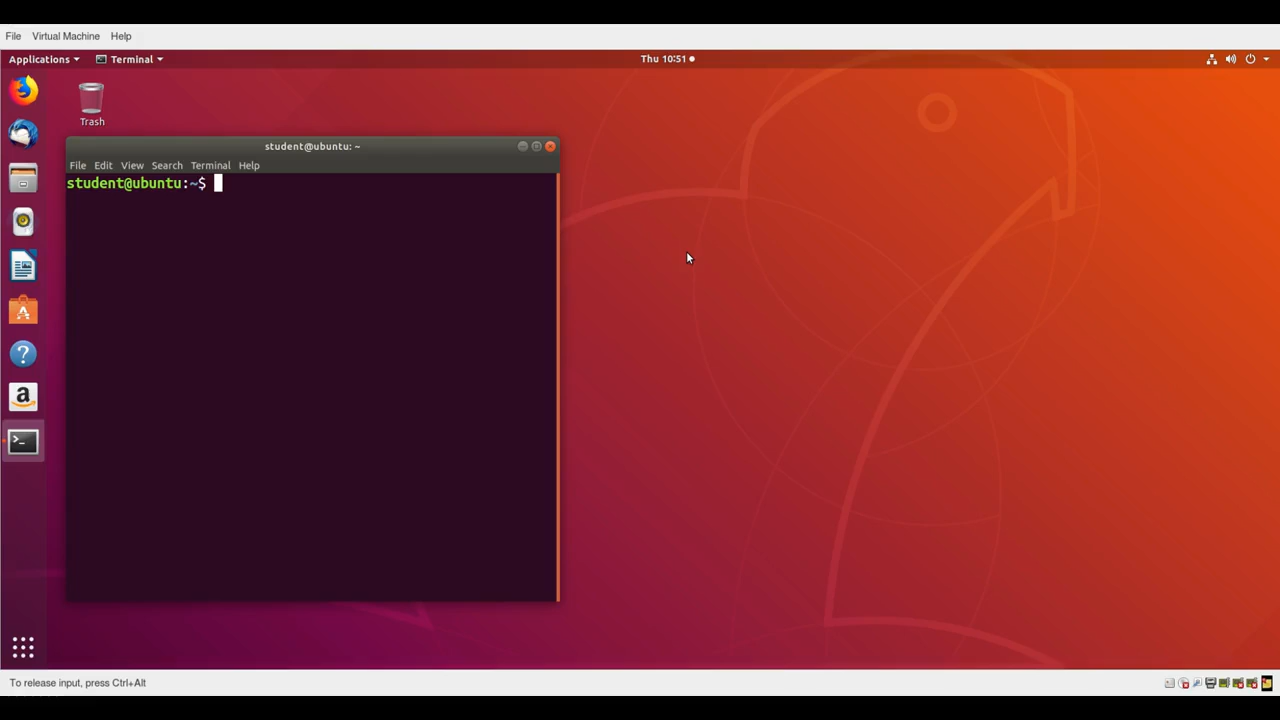 File Virtual Machine Help
Applications Terminal Thu 10:51
Trash
student@ubuntu: ~
File Edit View Search Terminal Help
student@ubuntu:~$
To release input, press Ctrl+Alt